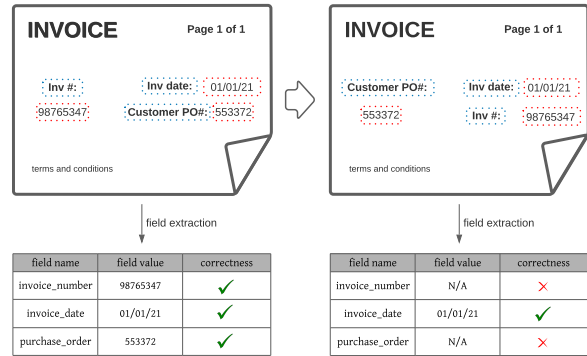 INVOICE Page 1 of 1
Inv #: Inv date: 01/01/21
98765347 Customer PO#: 553372
terms and conditions
field extraction
field name field value correctness
invoice_number 98765347
invoice_date 01/01/21
purchase_order 553372
INVOICE Page 1 of 1
Customer PO#: Inv date: 01/01/21
553372 Inv #: 98765347
terms and conditions
field extraction
field name field value correctness
invoice_number N/A
invoice_date 01/01/21
purchase_order N/A